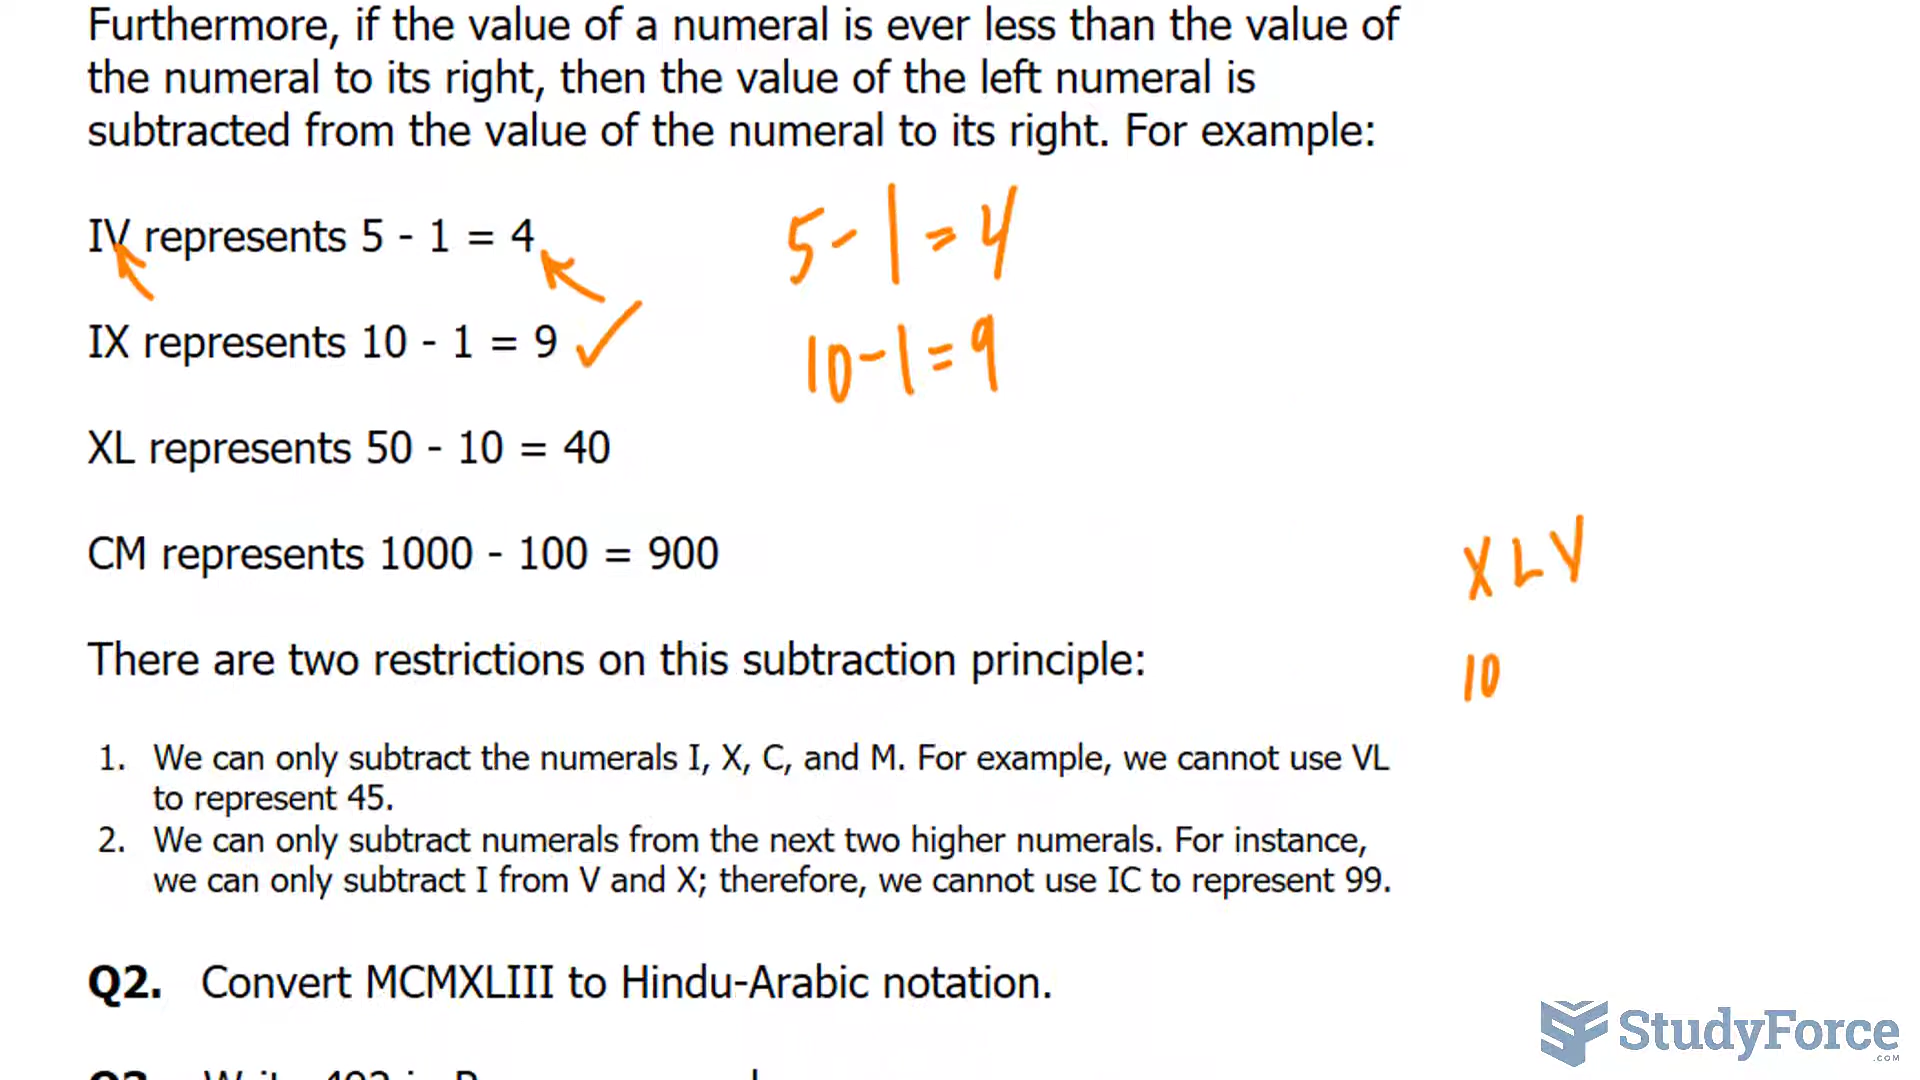 Furthermore, if the value of a numeral is ever less than the value of
the numeral to its right, then the value of the left numeral is
subtracted from the value of the numeral to its right. For example:
IV represents 5 - 1 = 4
5 - 1 = 4
IX represents 10 - 1 = 9
10 - 1 = 9
XL represents 50 - 10 = 40
CM represents 1000 - 100 = 900
XLV
There are two restrictions on this subtraction principle:
10
1. We can only subtract the numerals I, X, C, and M. For example, we cannot use VL
to represent 45.
2. We can only subtract numerals from the next two higher numerals. For instance,
we can only subtract I from V and X; therefore, we cannot use IC to represent 99.
Q2. Convert MCMXLIII to Hindu-Arabic notation.
StudyForce
.COM